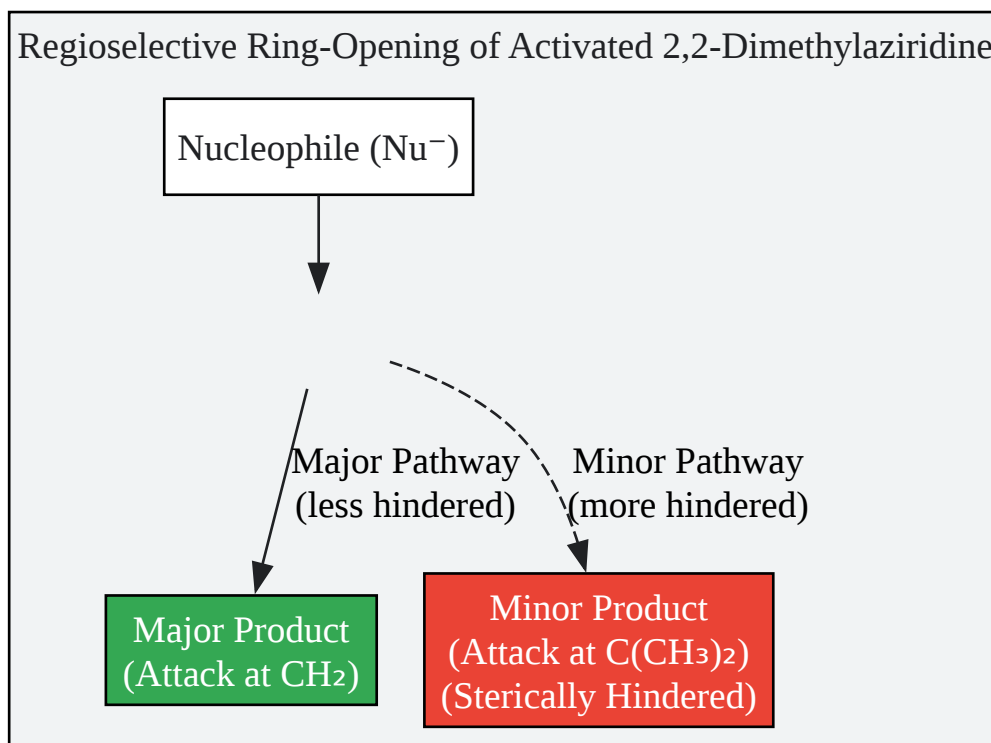 Regioselective Ring-Opening of Activated 2,2-Dimethylaziridine
Nucleophile (Nu⁻)
Major Pathway
(less hindered)
Minor Pathway
(more hindered)
Major Product
(Attack at CH₂)
Minor Product
(Attack at C(CH₃)₂)
(Sterically Hindered)